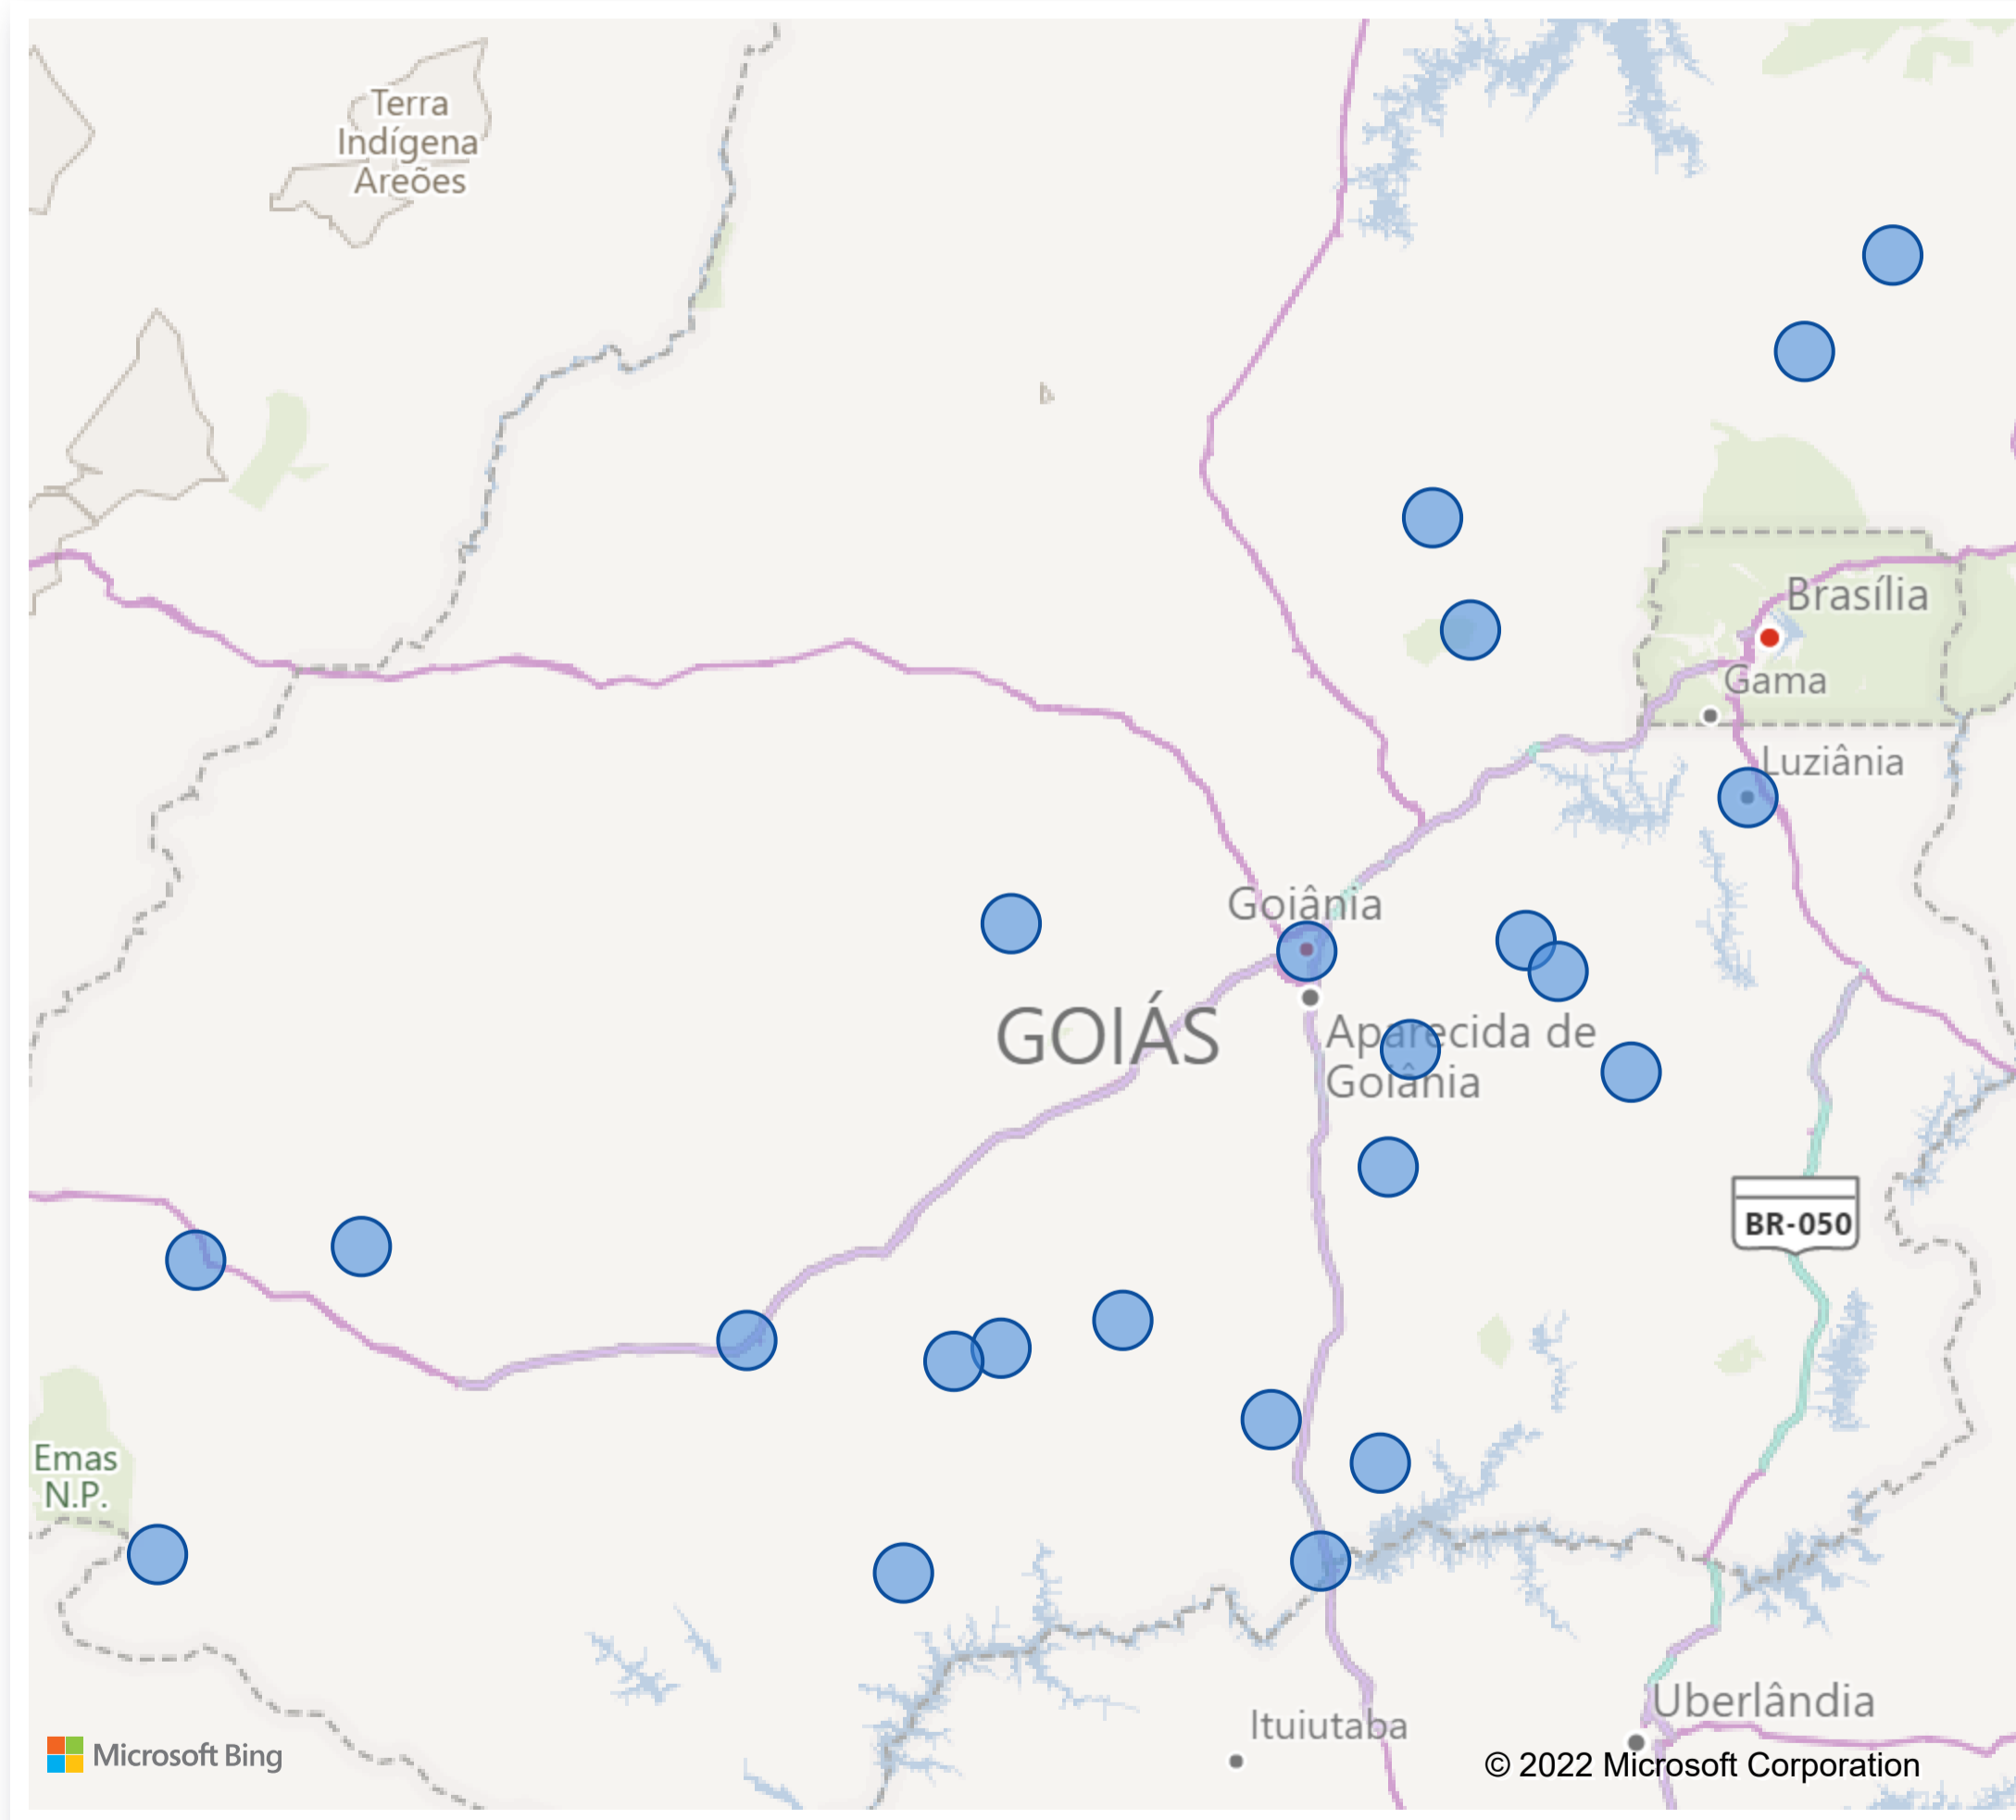 Terra
Indígena
Areões
Brasília
Gama
Luziânia
Goiânia
GOIÁS
Aparecida de
Goiânia
BR-050
Emas
N.P.
Uberlândia
Ituiutaba
Microsoft Bing
© 2022 Microsoft Corporation